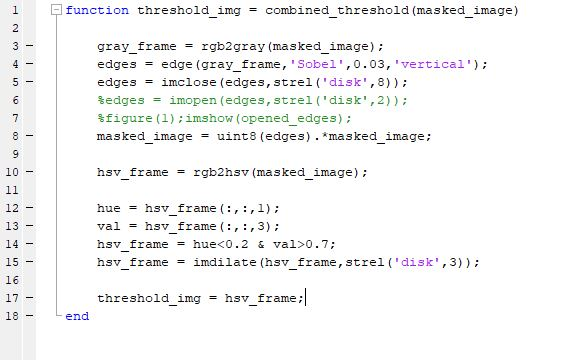 1 function threshold_img = combined_threshold(masked_image)
2
3 – gray_frame = rgb2gray(masked_image);
4 – edges = edge(gray_frame,'Sobel',0.03,'vertical');
5 – edges = imclose(edges,strel('disk',8));
6 %edges = imopen(edges,strel('disk',2));
7 %figure(1);imshow(opened_edges);
8 – masked_image = uint8(edges).*masked_image;
9
10 – hsv_frame = rgb2hsv(masked_image);
11
12 – hue = hsv_frame(:,:,1);
13 – val = hsv_frame(:,:,3);
14 – hsv_frame = hue<0.2 & val>0.7;
15 – hsv_frame = imdilate(hsv_frame,strel('disk',3));
16
17 – threshold_img = hsv_frame;
18 – end